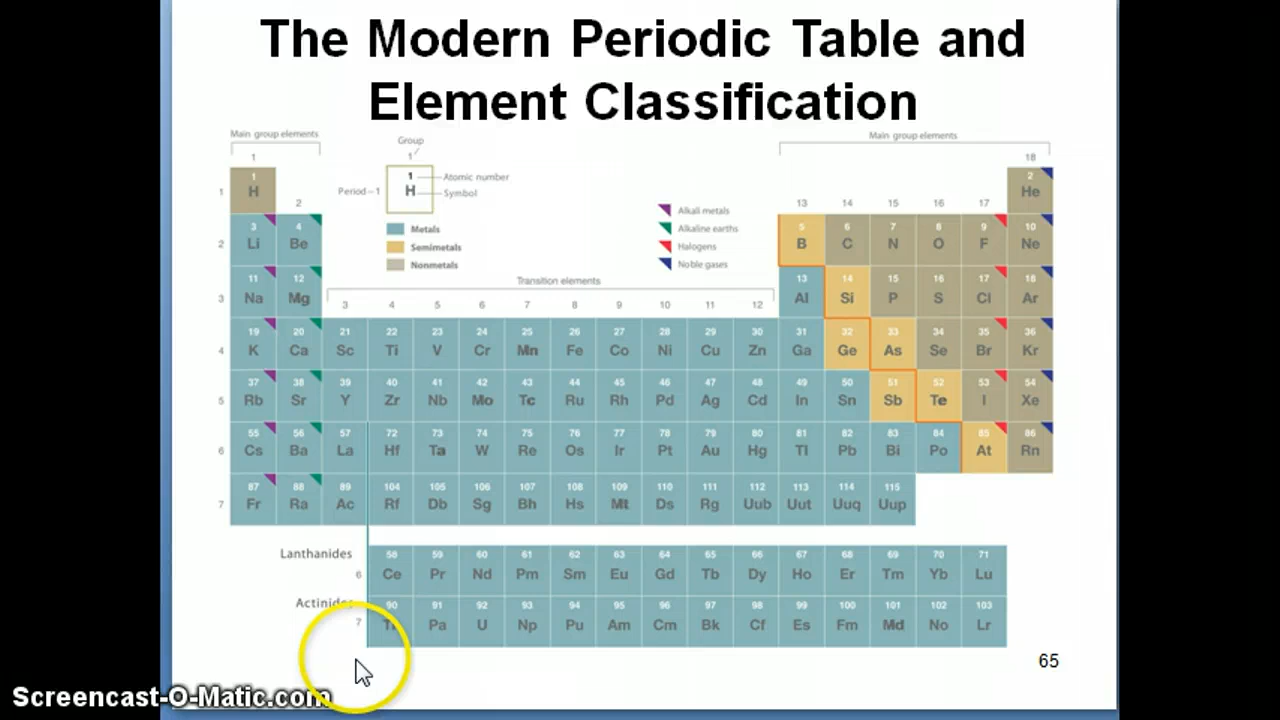 The Modern Periodic Table and
Element Classification
Main group elements
Group
Main group elements
1
1
18
1
H
Period—1
1
H
Atomic number
Symbol
2
He
1
2
Alkali metals
Alkaline earths
Halogens
Noble gases
13 14 15 16 17
2
3
Li
4
Be
Metals
Semimetals
Nonmetals
5
B
6
C
7
N
8
O
9
F
10
Ne
Transition elements
3
11
Na
12
Mg
3 4 5 6 7 8 9 10 11 12
13
Al
14
Si
15
P
16
S
17
Cl
18
Ar
4
19 20 21 22 23 24 25 26 27 28 29 30 31 32 33 34 35 36
K Ca Sc Ti V Cr Mn Fe Co Ni Cu Zn Ga Ge As Se Br Kr
5
37 38 39 40 41 42 43 44 45 46 47 48 49 50 51 52 53 54
Rb Sr Y Zr Nb Mo Tc Ru Rh Pd Ag Cd In Sn Sb Te I Xe
6
55 56 57 72 73 74 75 76 77 78 79 80 81 82 83 84 85 86
Cs Ba La Hf Ta W Re Os Ir Pt Au Hg Tl Pb Bi Po At Rn
7
87 88 89 104 105 106 107 108 109 110 111 112 113 114 115
Fr Ra Ac Rf Db Sg Bh Hs Mt Ds Rg Uub Uut Uuq Uup
Lanthanides
6
58 59 60 61 62 63 64 65 66 67 68 69 70 71
Ce Pr Nd Pm Sm Eu Gd Tb Dy Ho Er Tm Yb Lu
Actinides
7
90 91 92 93 94 95 96 97 98 99 100 101 102 103
Th Pa U Np Pu Am Cm Bk Cf Es Fm Md No Lr
65
Screencast-O-Matic.com